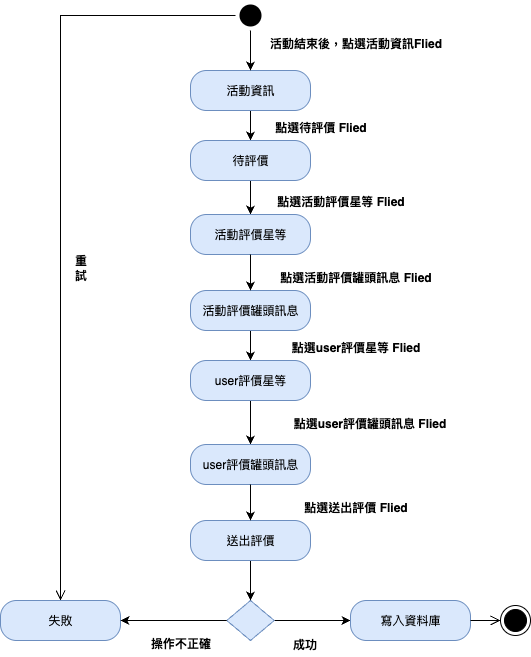 活動結束後，點選活動資訊Flied
活動資訊
點選待評價 Flied
待評價
點選活動評價星等 Flied
活動評價星等
重
試
點選活動評價罐頭訊息 Flied
活動評價罐頭訊息
點選user評價星等 Flied
user評價星等
點選user評價罐頭訊息 Flied
user評價罐頭訊息
點選送出評價 Flied
送出評價
失敗
寫入資料庫
操作不正確
成功